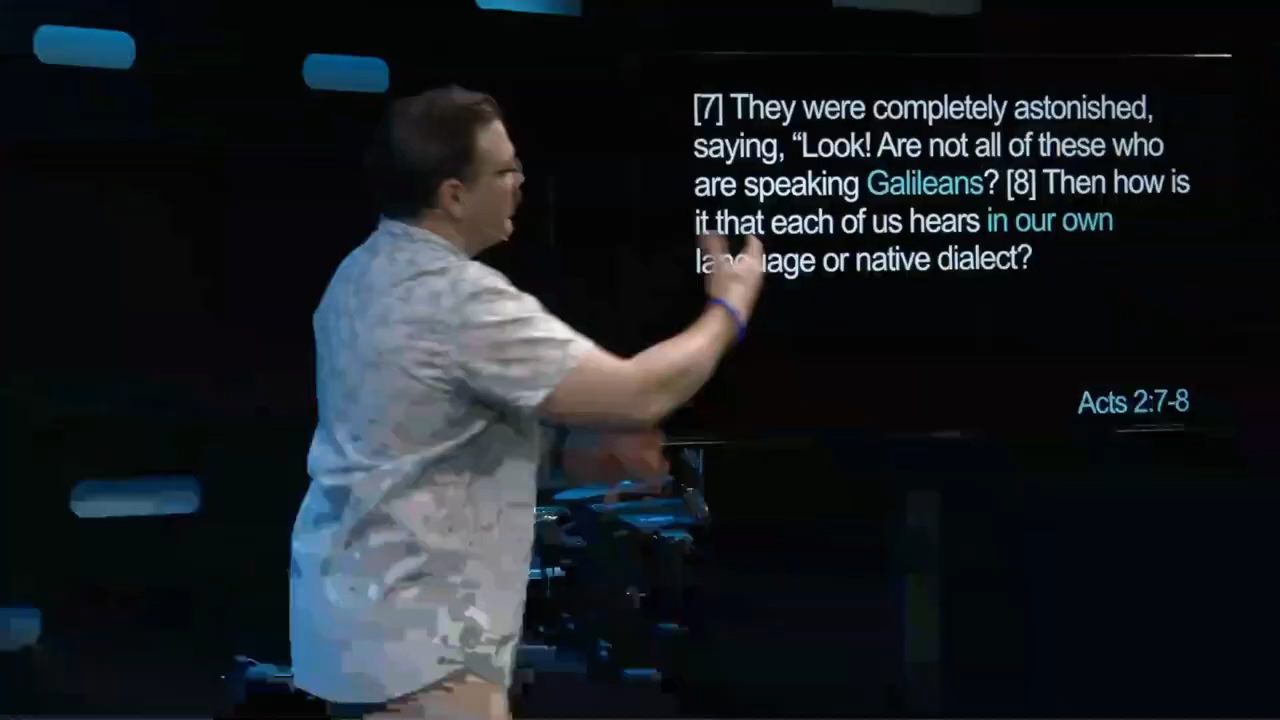 [7] They were completely astonished,
saying, “Look! Are not all of these who
are speaking Galileans? [8] Then how is
it that each of us hears in our own
language or native dialect?
Acts 2:7-8